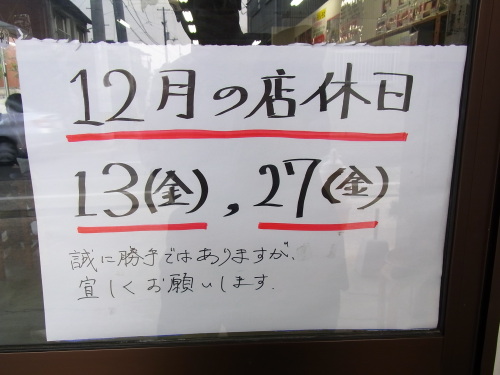 12月の店休日
13(金), 27(金)
誠に勝手ではありますが、
宜しくお願いします.